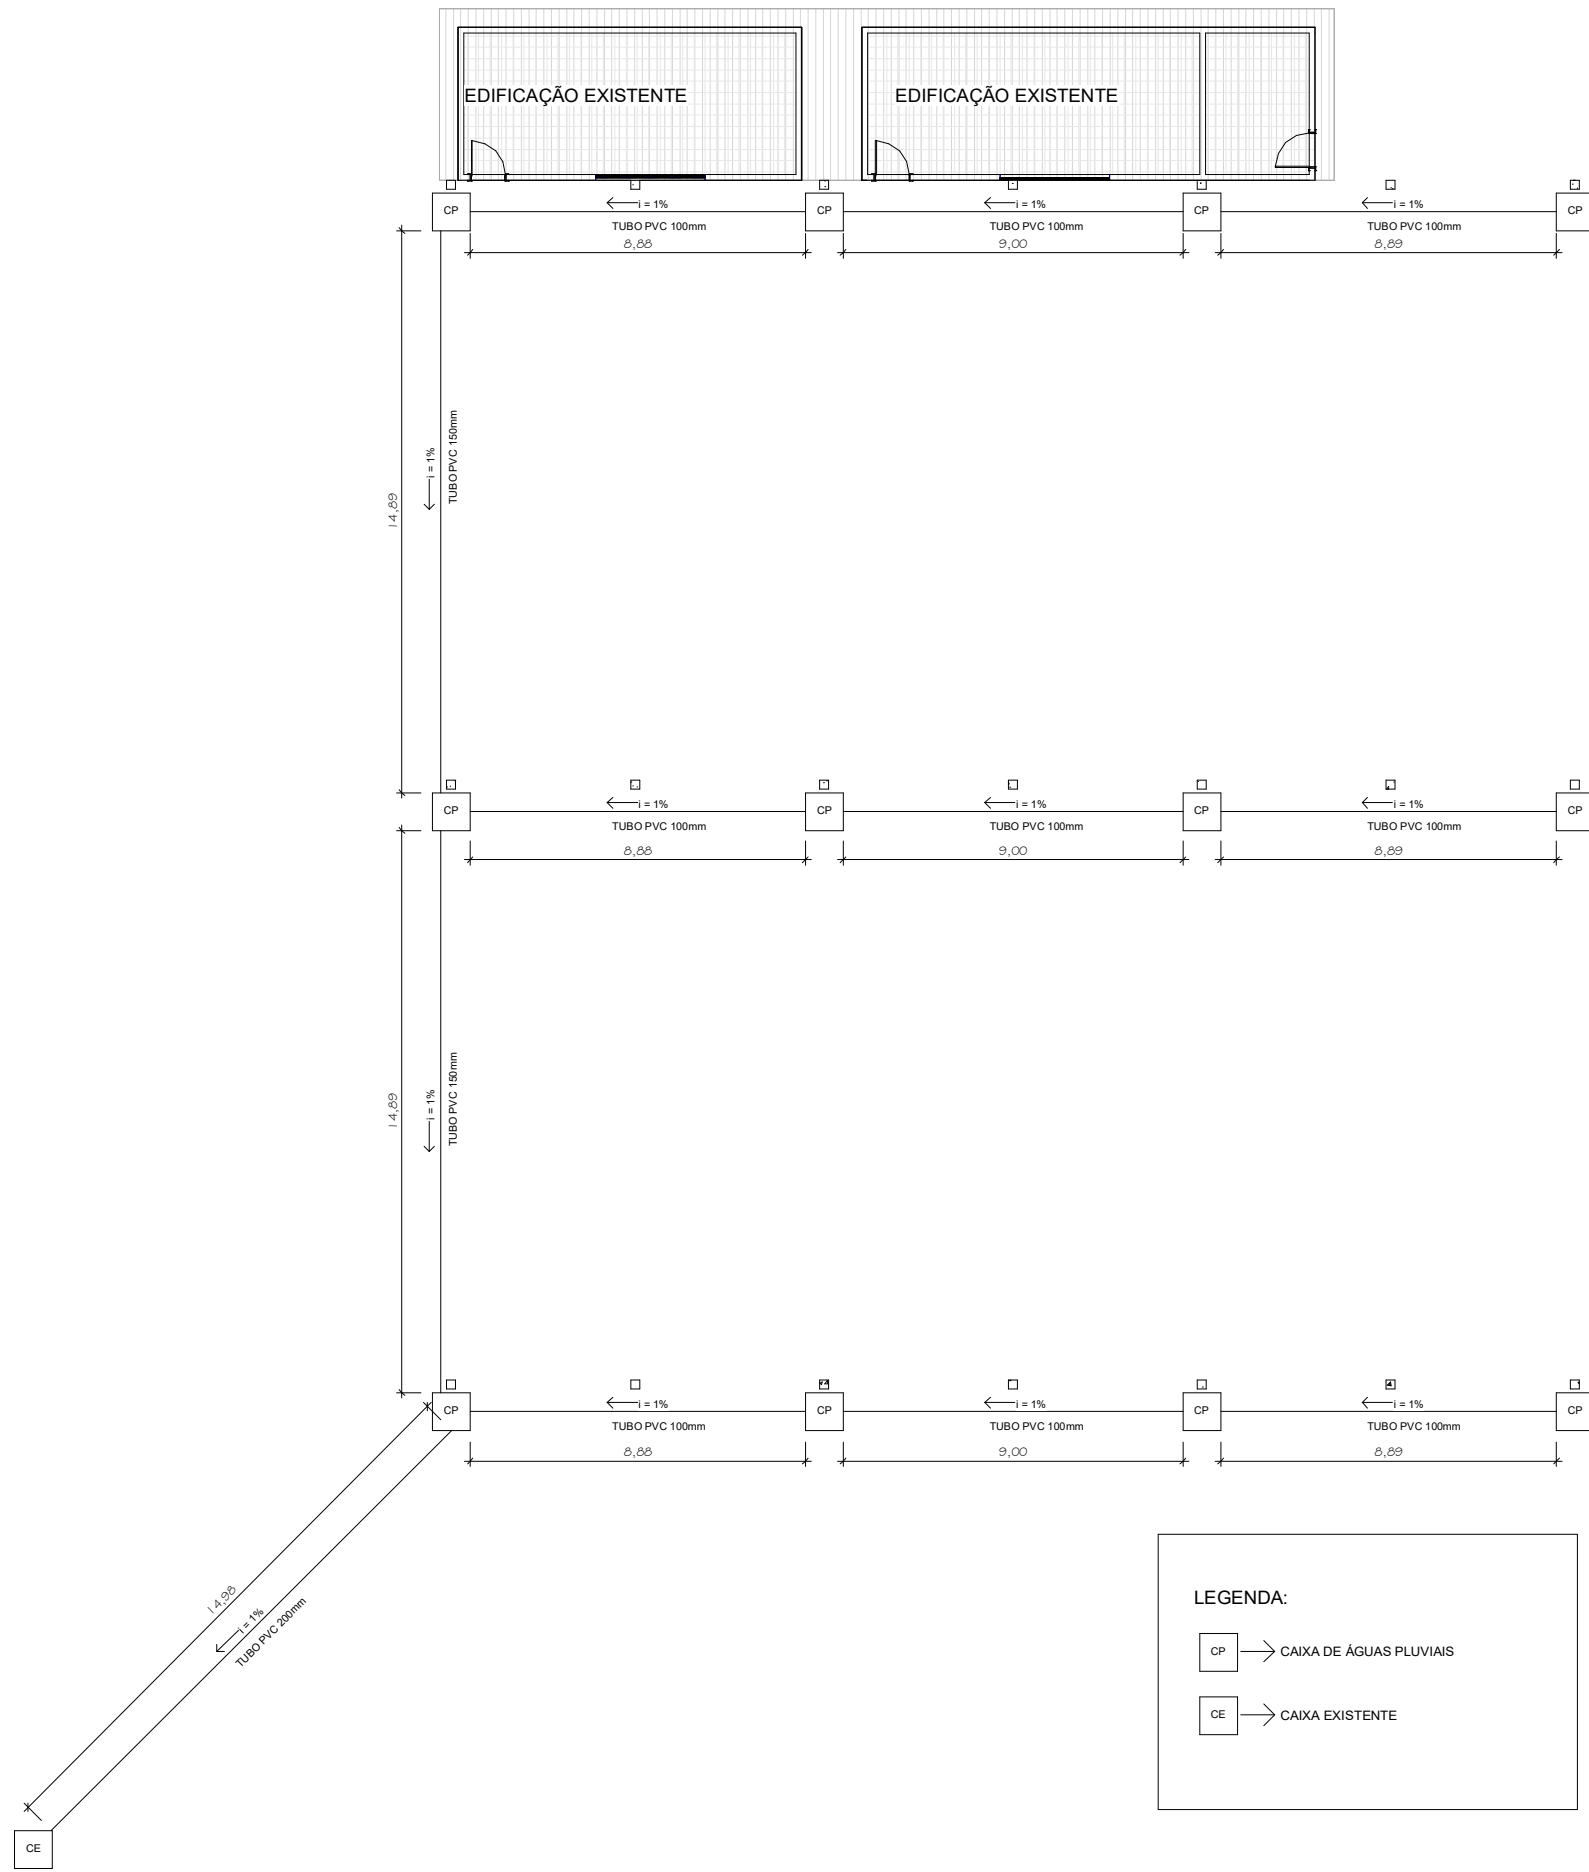 EDIFICAÇÃO EXISTENTE
EDIFICAÇÃO EXISTENTE
CP
i = 1%
TUBO PVC 100mm
8,88
CP
i = 1%
TUBO PVC 100mm
9,00
CP
i = 1%
TUBO PVC 100mm
8,89
CP
14,89
i = 1%
TUBO PVC 150mm
CP
i = 1%
TUBO PVC 100mm
8,88
CP
i = 1%
TUBO PVC 100mm
9,00
CP
i = 1%
TUBO PVC 100mm
8,89
CP
14,89
i = 1%
TUBO PVC 150mm
CP
i = 1%
TUBO PVC 100mm
8,88
CP
i = 1%
TUBO PVC 100mm
9,00
CP
i = 1%
TUBO PVC 100mm
8,89
CP
14,98
i = 1%
TUBO PVC 200mm
CE
LEGENDA:
CP CAIXA DE ÁGUAS PLUVIAIS
CE CAIXA EXISTENTE